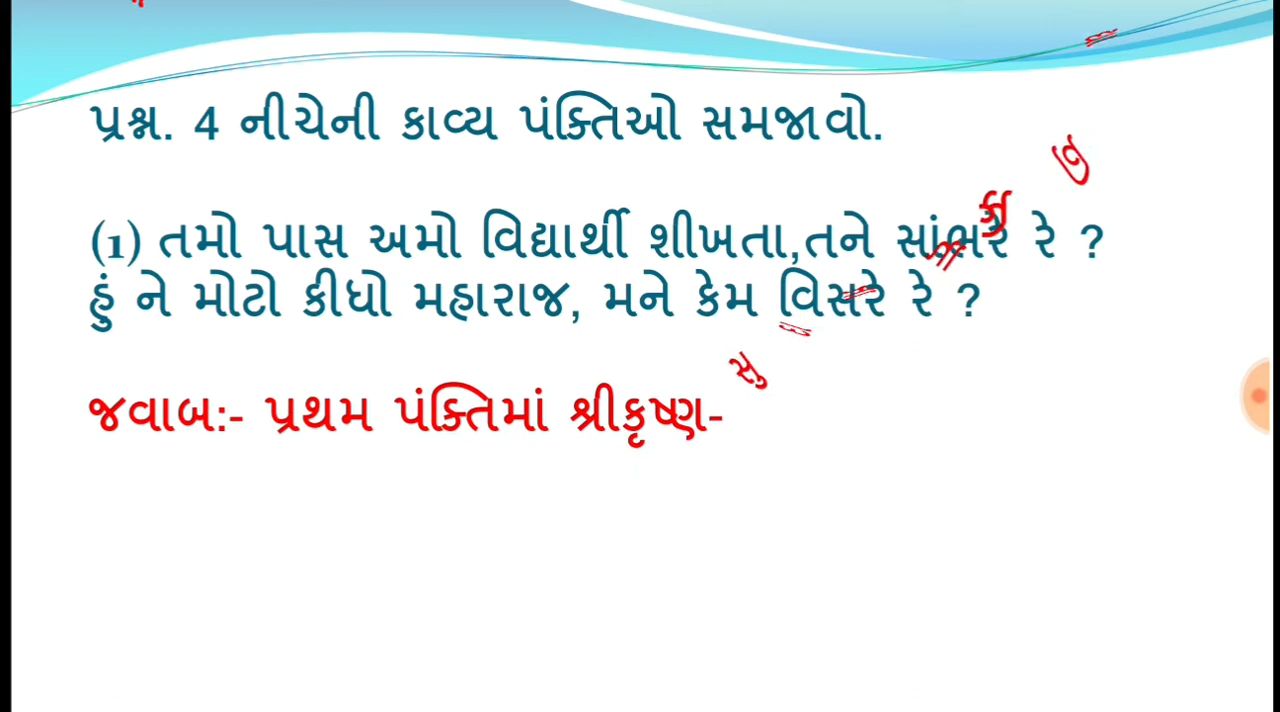 પ્રશ્ન. 4 નીચેની કાવ્ય પંક્તિઓ સમજાવો.
(1) તમો પાસ અમો વિદ્યાર્થી શીખતા,તને સાંભરે રે ?
હું ને મોટો કીધો મહારાજ, મને કેમ વિસરે રે ?
જવાબ:- પ્રથમ પંક્તિમાં શ્રીકૃષ્ણ-
સુ